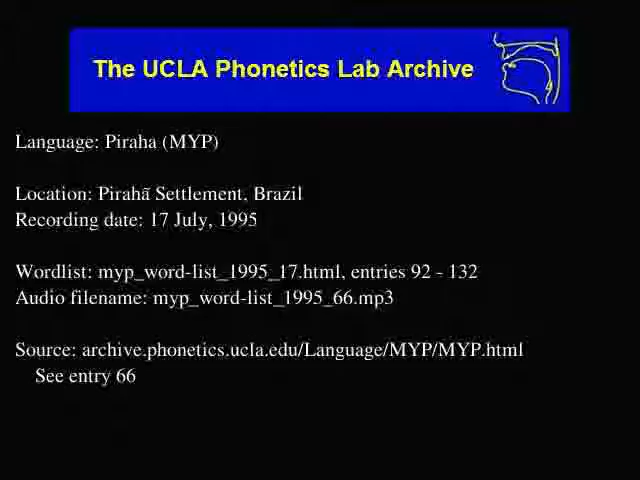 The UCLA Phonetics Lab Archive
Language: Piraha (MYP)
Location: Pirahã Settlement, Brazil
Recording date: 17 July, 1995
Wordlist: myp_word-list_1995_17.html, entries 92 - 132
Audio filename: myp_word-list_1995_66.mp3
Source: archive.phonetics.ucla.edu/Language/MYP/MYP.html
See entry 66